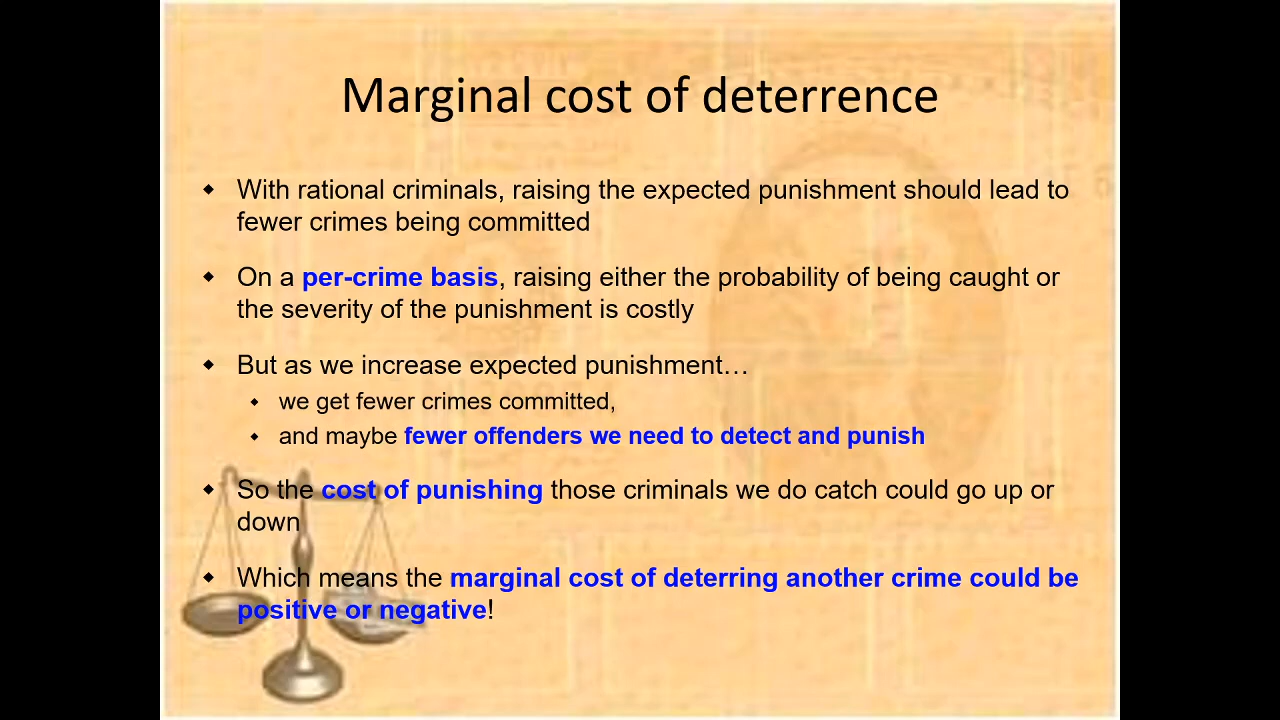 Marginal cost of deterrence
With rational criminals, raising the expected punishment should lead to
fewer crimes being committed
On a per-crime basis, raising either the probability of being caught or
the severity of the punishment is costly
But as we increase expected punishment…
we get fewer crimes committed,
and maybe fewer offenders we need to detect and punish
So the cost of punishing those criminals we do catch could go up or
down
Which means the marginal cost of deterring another crime could be
positive or negative!